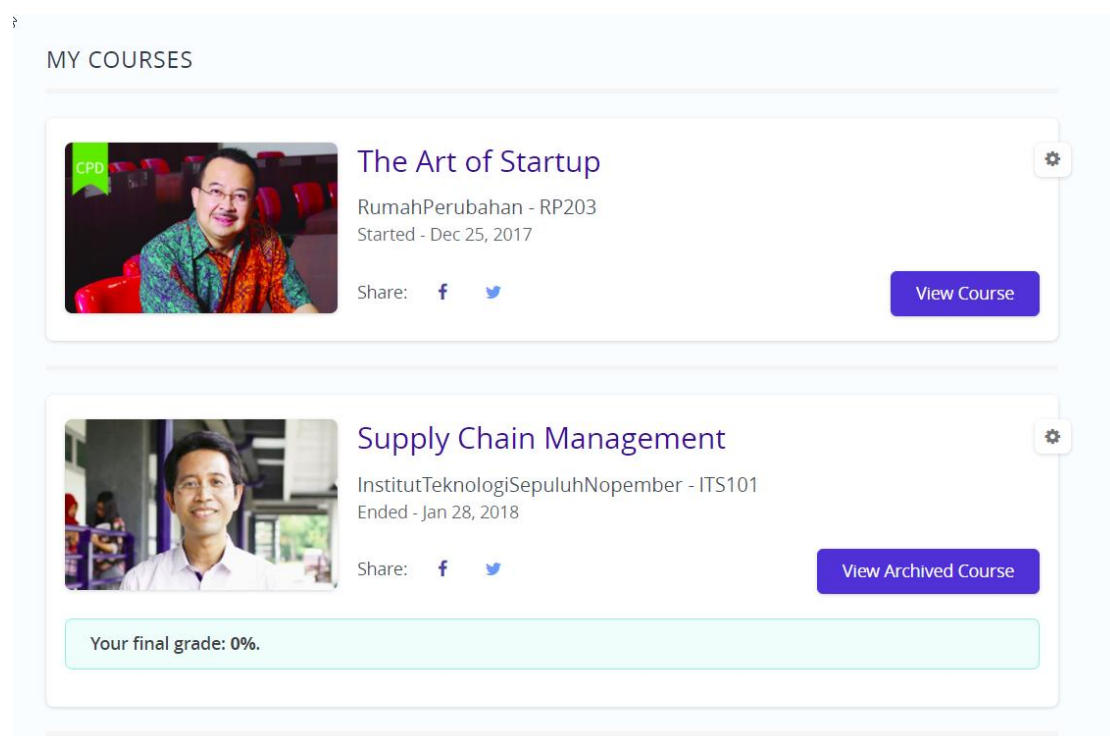 MY COURSES
CPD
The Art of Startup
RumahPerubahan - RP203
Started - Dec 25, 2017
Share:
View Course
Supply Chain Management
InstitutTeknologiSepuluhNopember - ITS101
Ended - Jan 28, 2018
Share:
View Archived Course
Your final grade: 0%.